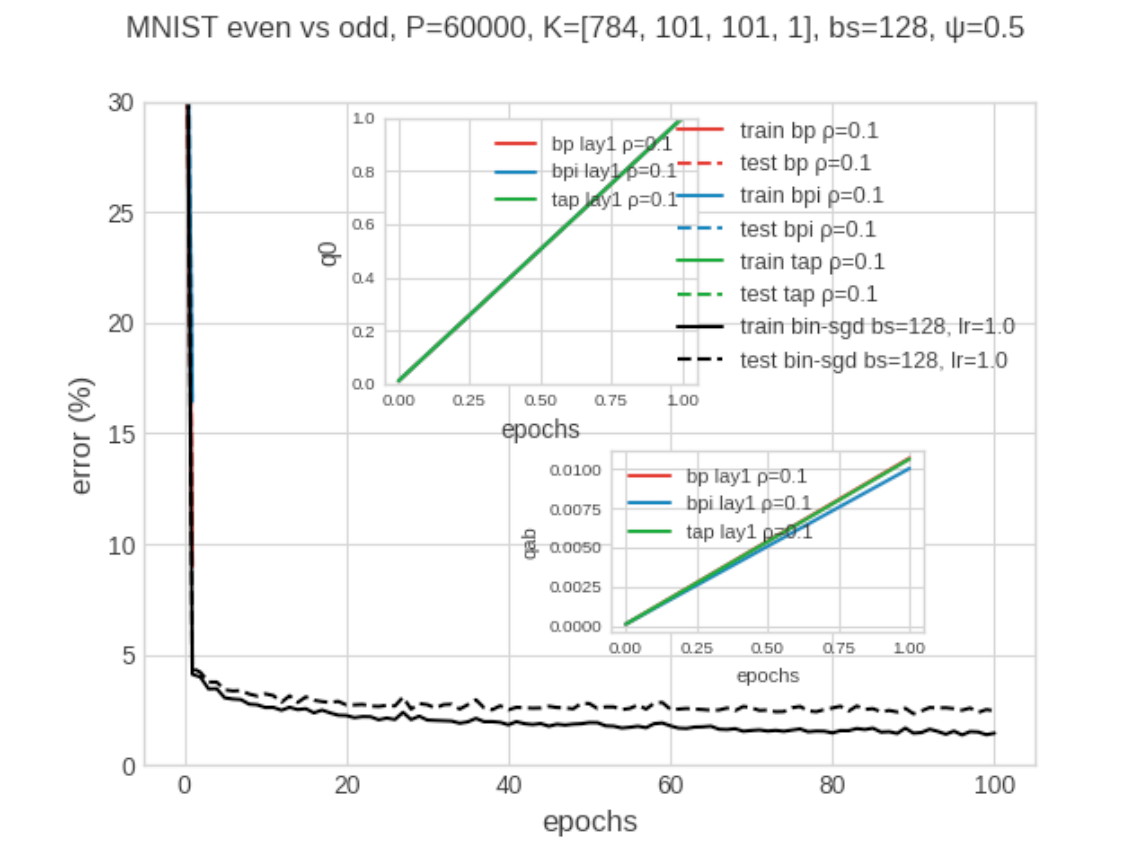 MNIST even vs odd, P=60000, K=[784, 101, 101, 1], bs=128, ψ=0.5
error (%)
30
25
20
15
10
5
0
0
20
40
60
80
100
epochs
q0
1.0
0.8
0.6
0.4
0.2
0.0
0.00
0.25
0.50
0.75
1.00
epochs
bp lay1 ρ=0.1
bpi lay1 ρ=0.1
tap lay1 ρ=0.1
train bp ρ=0.1
test bp ρ=0.1
train bpi ρ=0.1
test bpi ρ=0.1
train tap ρ=0.1
test tap ρ=0.1
train bin-sgd bs=128, lr=1.0
test bin-sgd bs=128, lr=1.0
qab
0.0100
0.0075
0.0050
0.0025
0.0000
0.00
0.25
0.50
0.75
1.00
epochs
bp lay1 ρ=0.1
bpi lay1 ρ=0.1
tap lay1 ρ=0.1